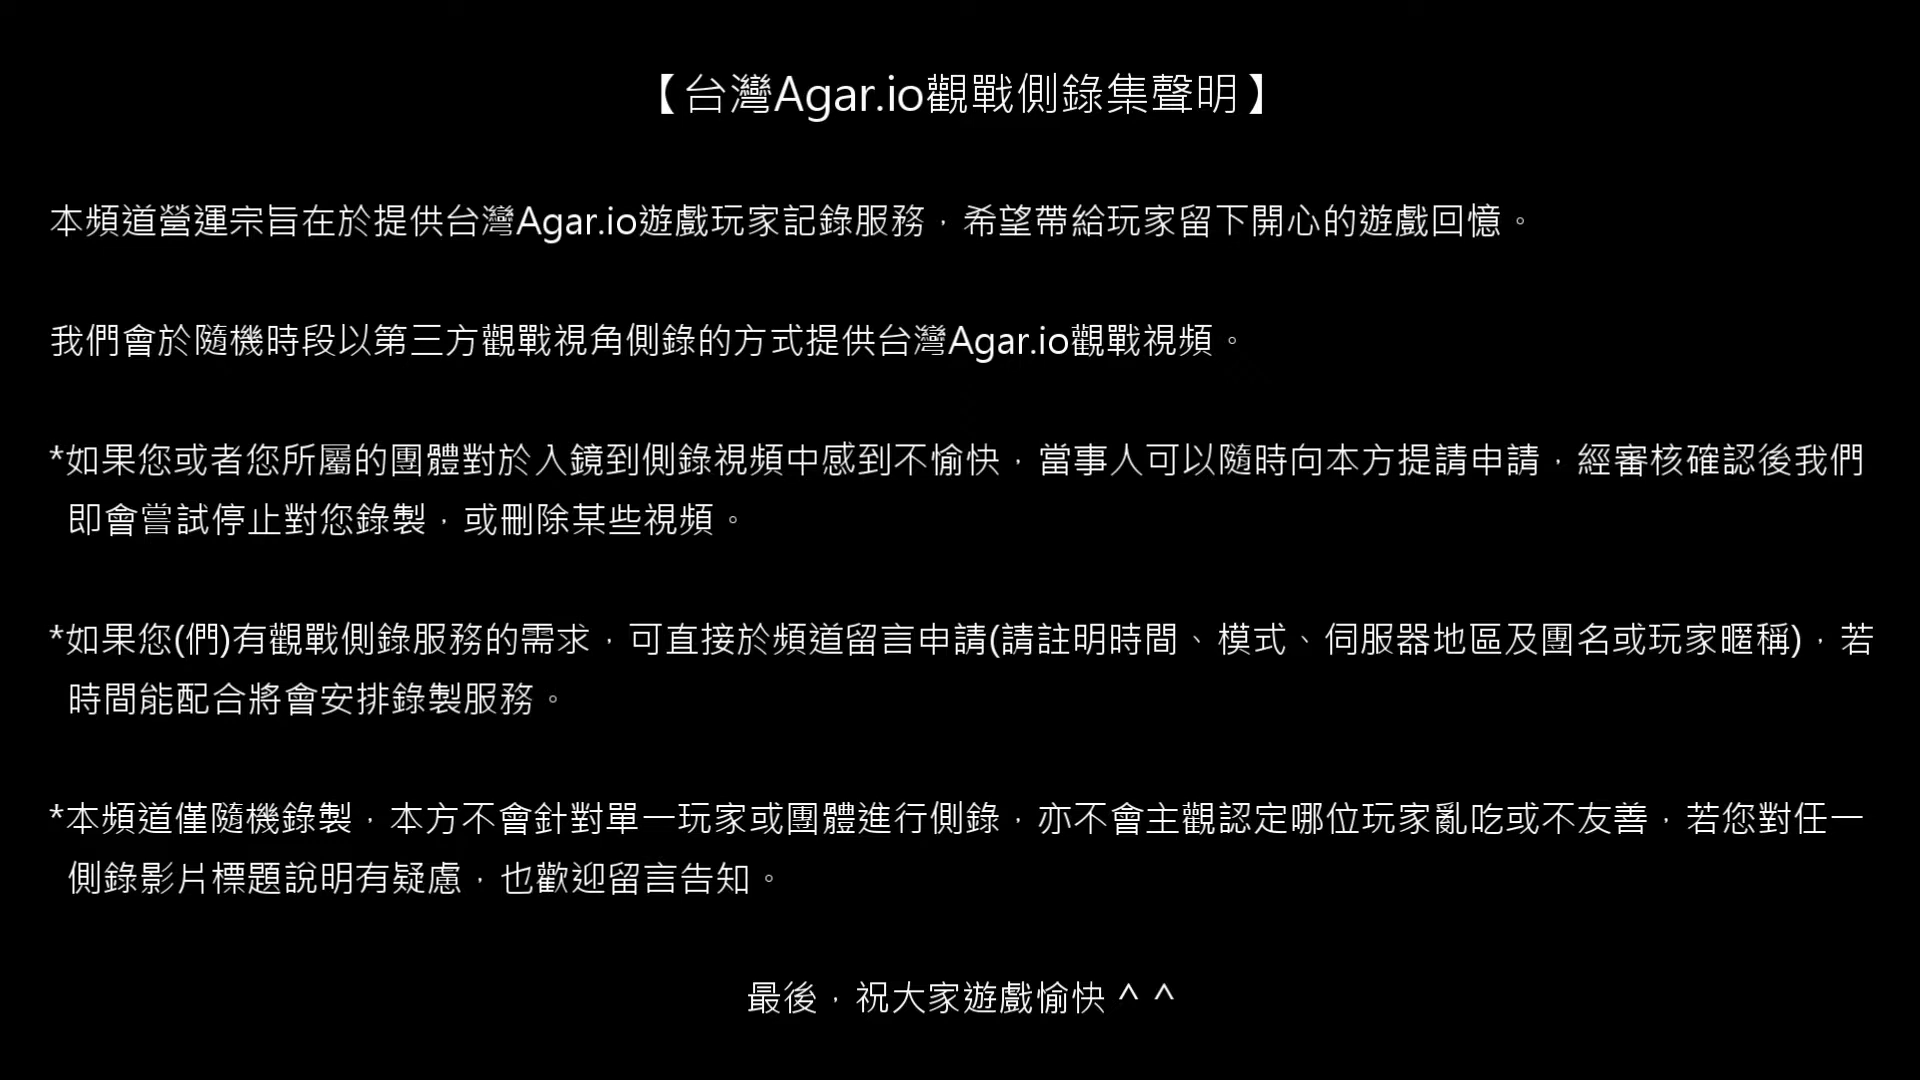 【台灣Agar.io觀戰側錄集聲明】
本頻道營運宗旨在於提供台灣Agar.io遊戲玩家記錄服務，希望帶給玩家留下開心的遊戲回憶。
我們會於隨機時段以第三方觀戰視角側錄的方式提供台灣Agar.io觀戰視頻。
*如果您或者您所屬的團體對於入鏡到側錄視頻中感到不愉快，當事人可以隨時向本方提請申請，經審核確認後我們
即會嘗試停止對您錄製，或刪除某些視頻。
*如果您(們)有觀戰側錄服務的需求，可直接於頻道留言申請(請註明時間、模式、伺服器地區及團名或玩家暱稱)，若
時間能配合將會安排錄製服務。
*本頻道僅隨機錄製，本方不會針對單一玩家或團體進行側錄，亦不會主觀認定哪位玩家亂吃或不友善，若您對任一
側錄影片標題說明有疑慮，也歡迎留言告知。
最後，祝大家遊戲愉快 ^ ^